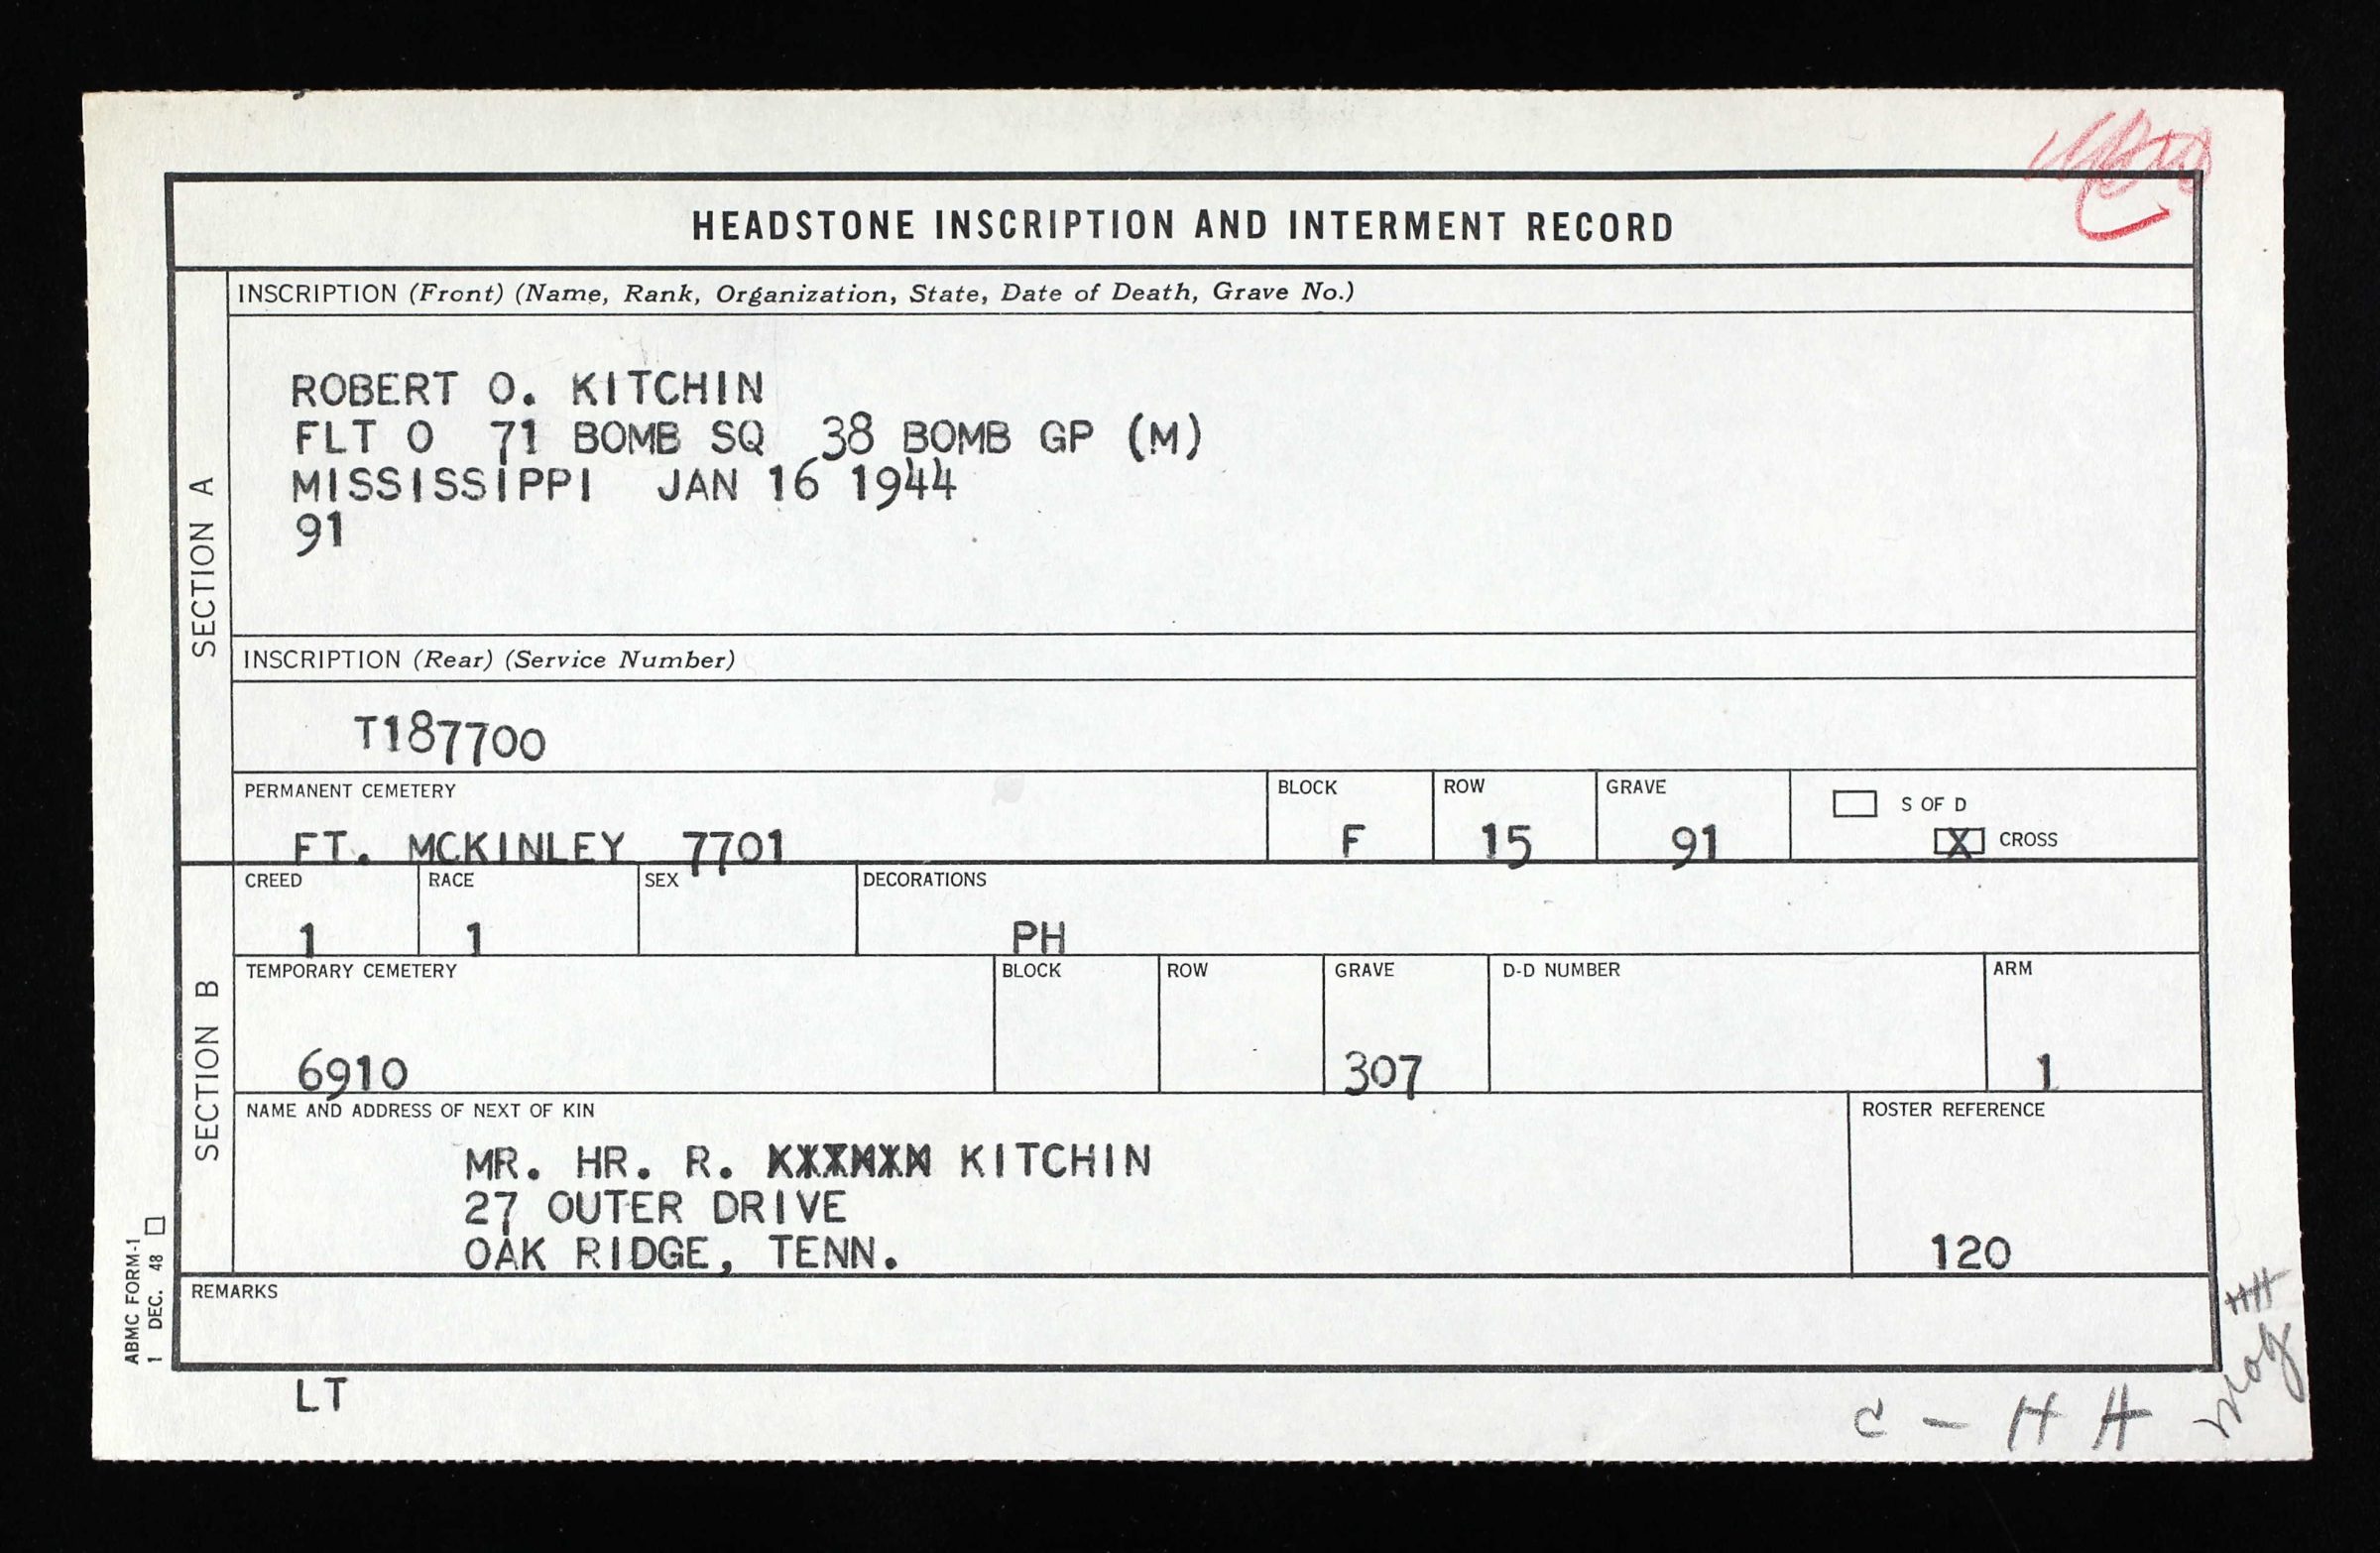 HEADSTONE INSCRIPTION AND INTERMENT RECORD
SECTION A
INSCRIPTION (Front) (Name, Rank, Organization, State, Date of Death, Grave No.)
ROBERT O. KITCHIN
FLT O 71 BOMB SQ 38 BOMB GP (M)
MISSISSIPPI JAN 16 1944
91
INSCRIPTION (Rear) (Service Number)
T187700
PERMANENT CEMETERY BLOCK ROW GRAVE S OF D
FT. MCKINLEY 7701 F 15 91 X CROSS
SECTION B
CREED RACE SEX DECORATIONS
1 1 PH
TEMPORARY CEMETERY BLOCK ROW GRAVE D-D NUMBER ARM
6910 307 1
NAME AND ADDRESS OF NEXT OF KIN ROSTER REFERENCE
MR. HR. R. KITCHIN
27 OUTER DRIVE
OAK RIDGE, TENN. 120
REMARKS
ABMC FORM-1
1 DEC. 48
LT
C - H H